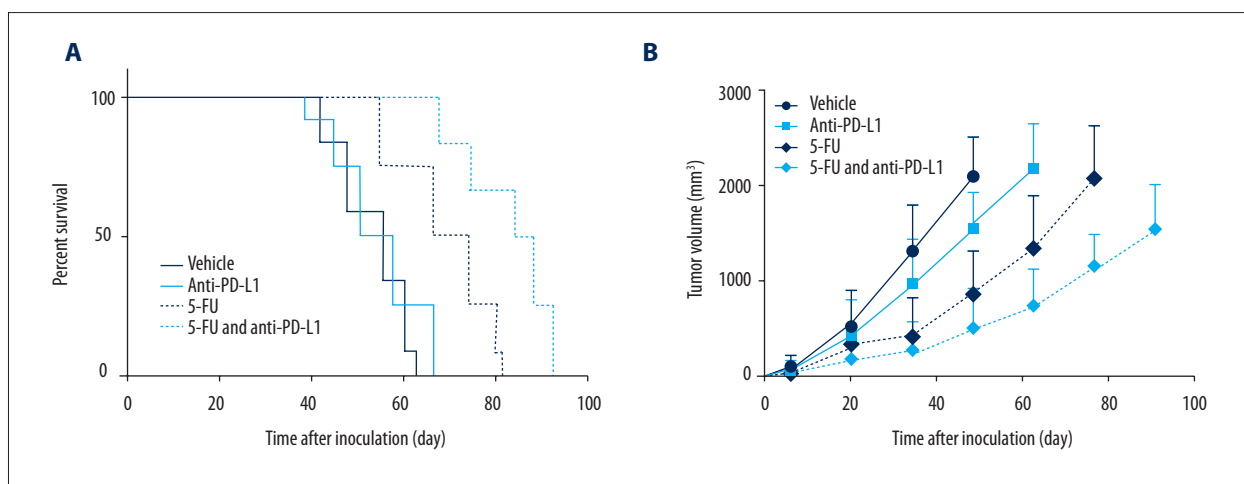 A
100
50
0
Percent survival
Vehicle
Anti-PD-L1
5-FU
5-FU and anti-PD-L1
0 20 40 60 80 100
Time after inoculation (day)
B
3000
2000
1000
0
Tumor volume (mm³)
Vehicle
Anti-PD-L1
5-FU
5-FU and anti-PD-L1
0 20 40 60 80 100
Time after inoculation (day)